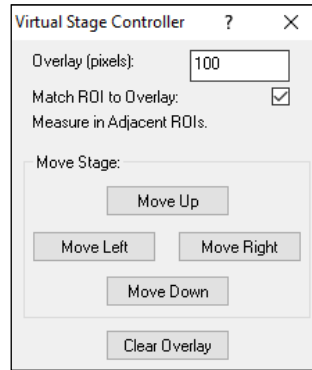 Virtual Stage Controller ? ×
Overlay (pixels): 100
Match ROI to Overlay:
Measure in Adjacent ROIs.
Move Stage:
Move Up
Move Left Move Right
Move Down
Clear Overlay